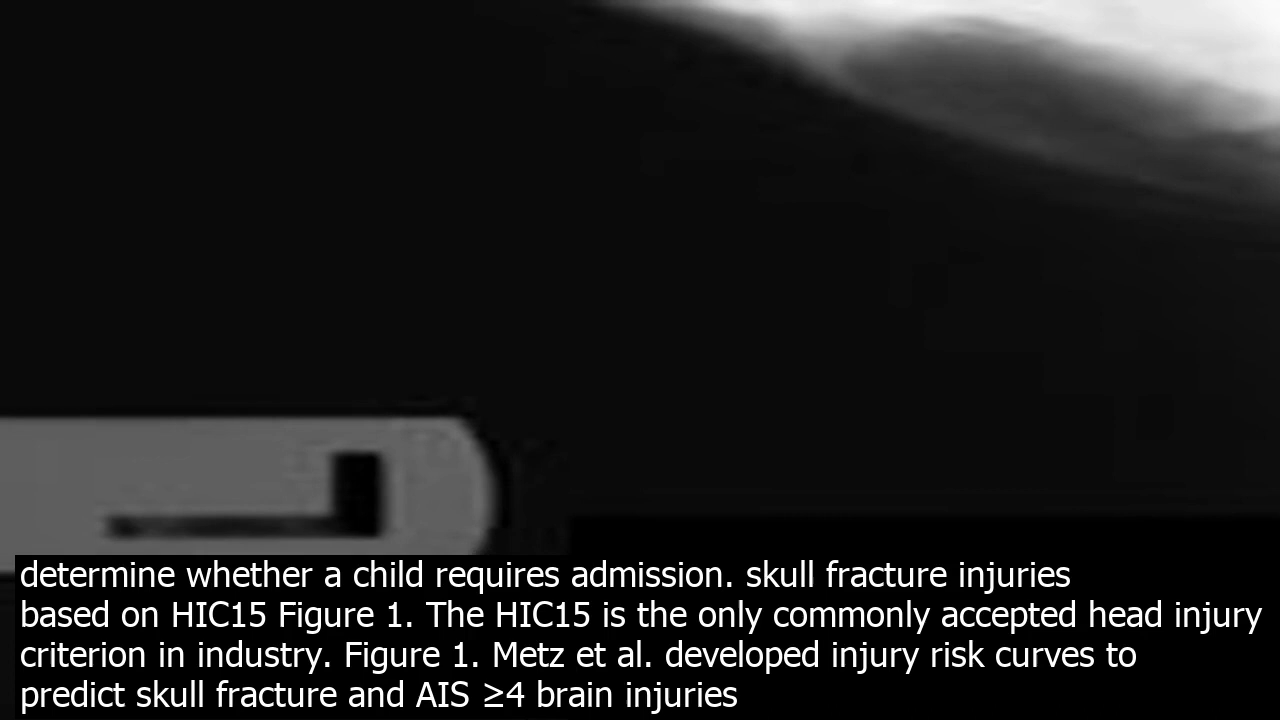 determine whether a child requires admission. skull fracture injuries
based on HIC15 Figure 1. The HIC15 is the only commonly accepted head injury
criterion in industry. Figure 1. Metz et al. developed injury risk curves to
predict skull fracture and AIS ≥4 brain injuries